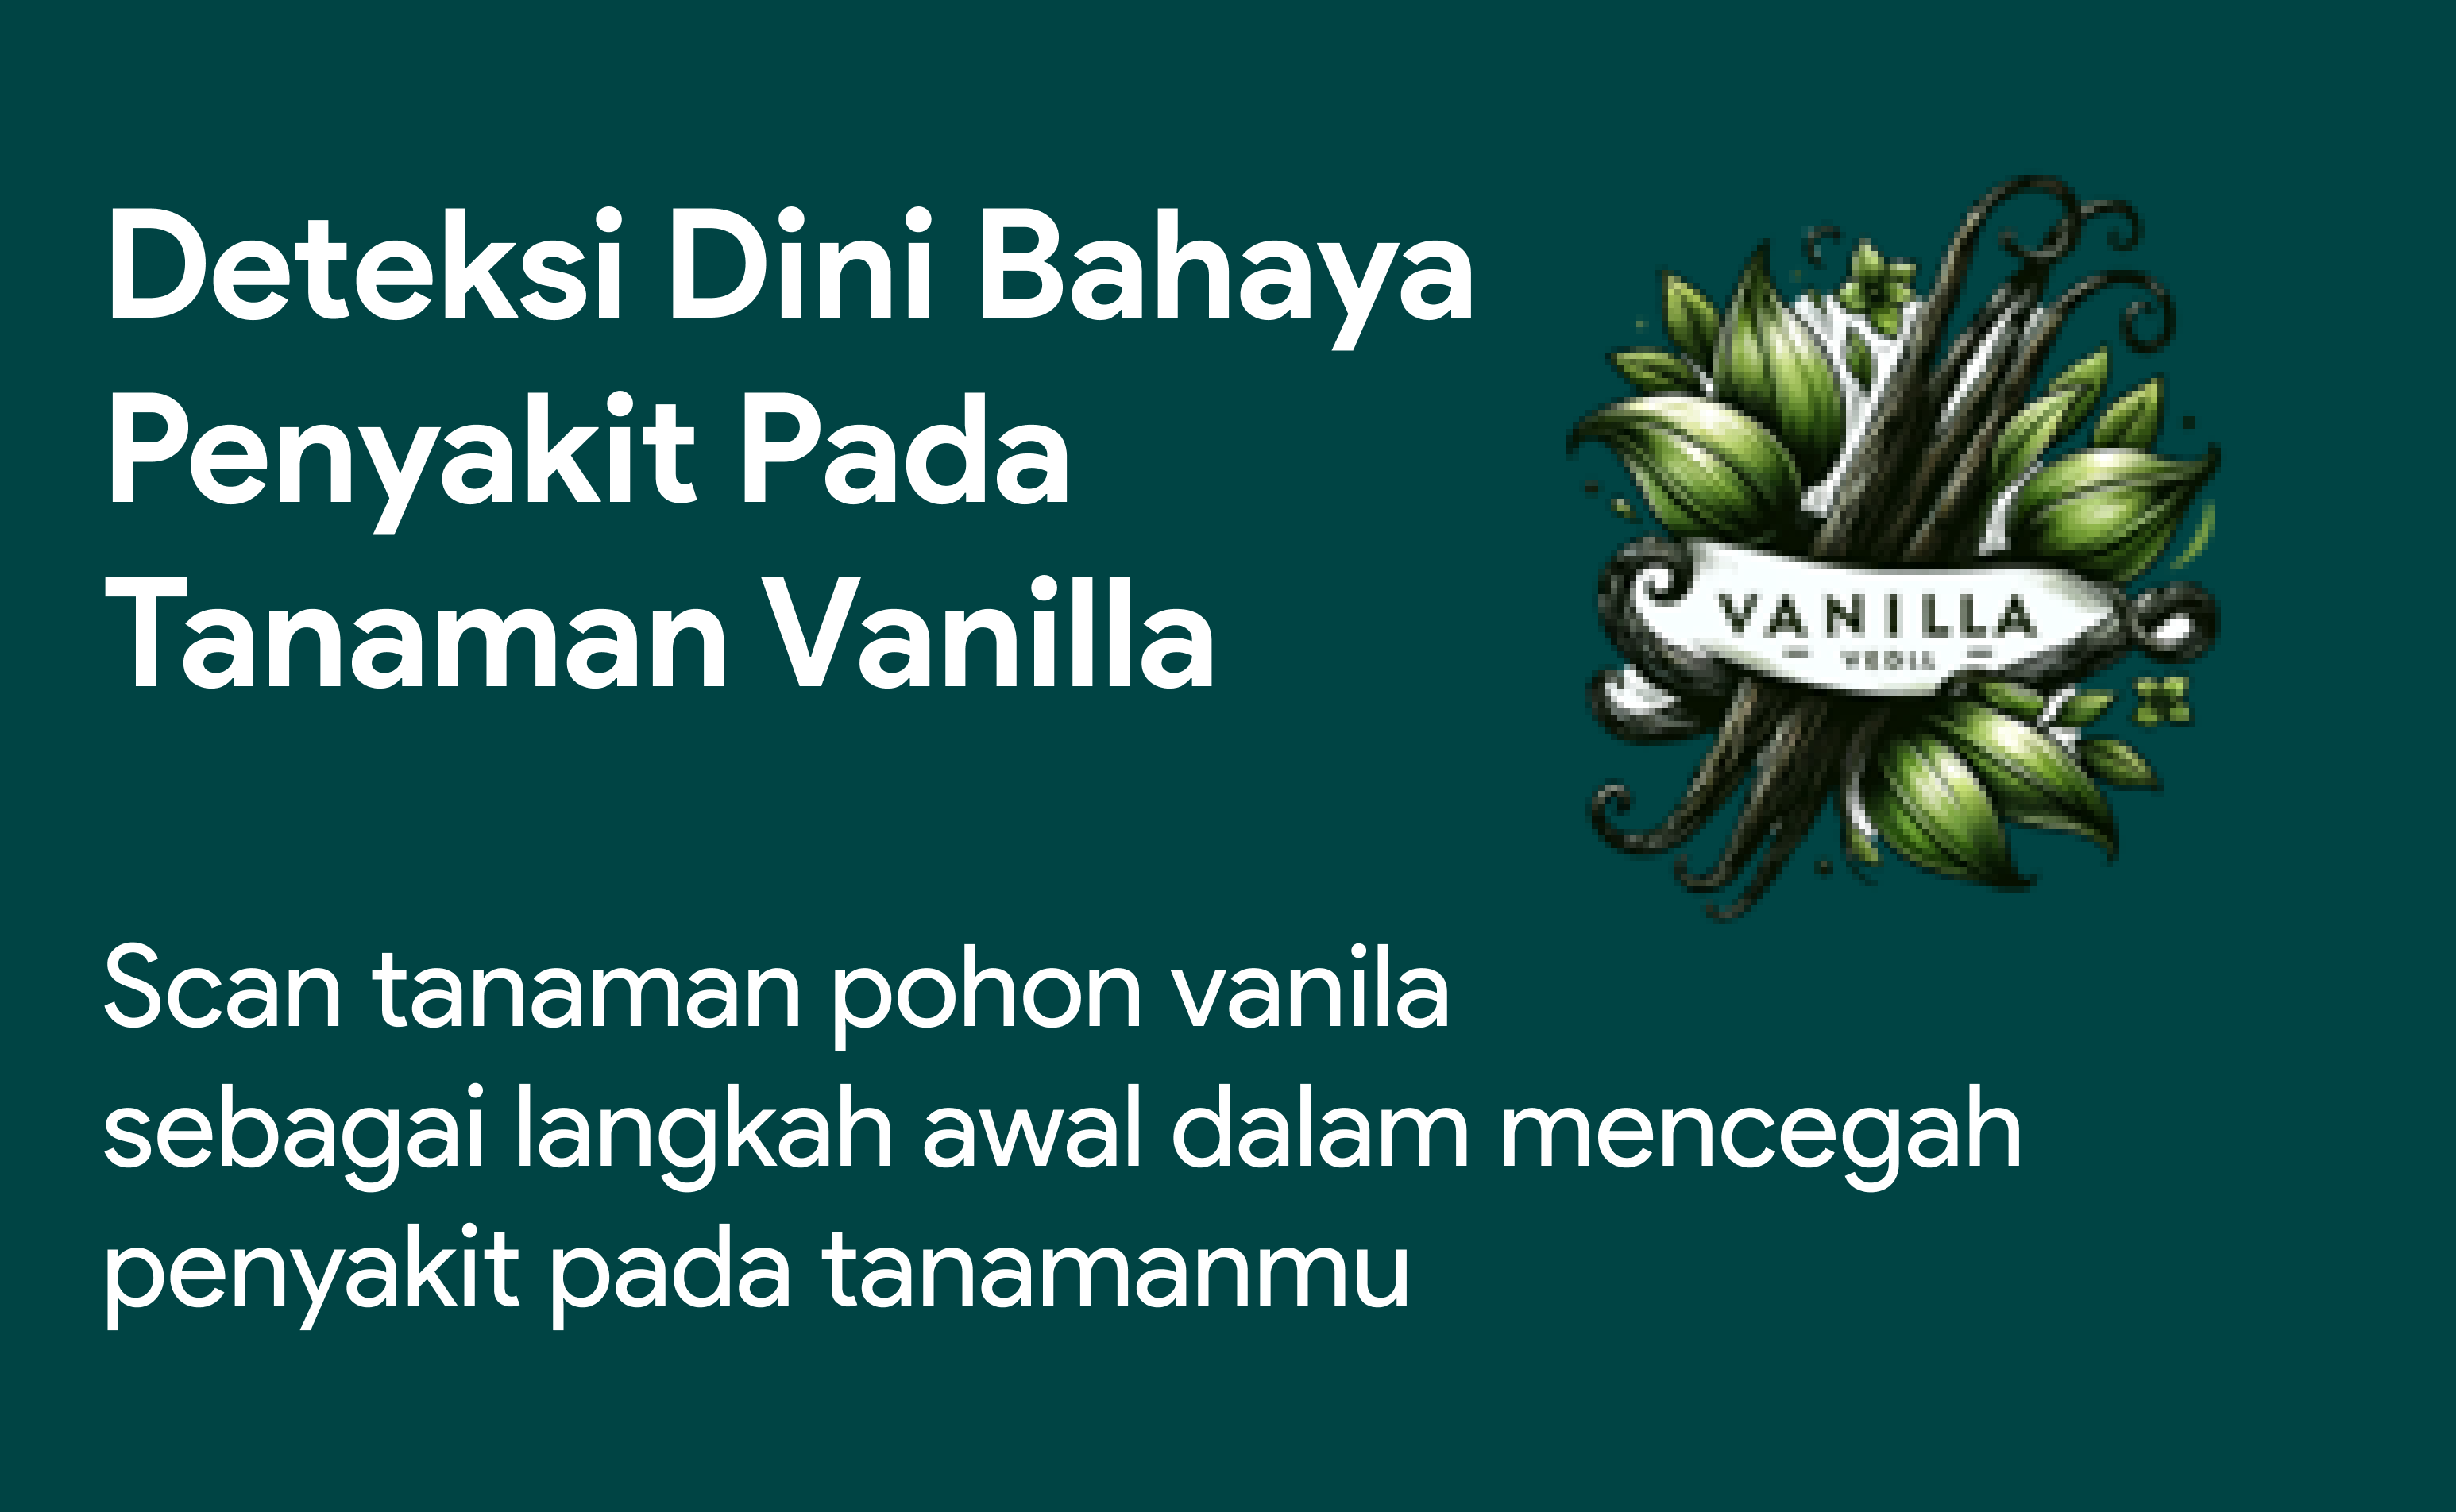 Deteksi Dini Bahaya
Penyakit Pada
Tanaman Vanilla
VANILLA
Scan tanaman pohon vanila
sebagai langkah awal dalam mencegah
penyakit pada tanamanmu